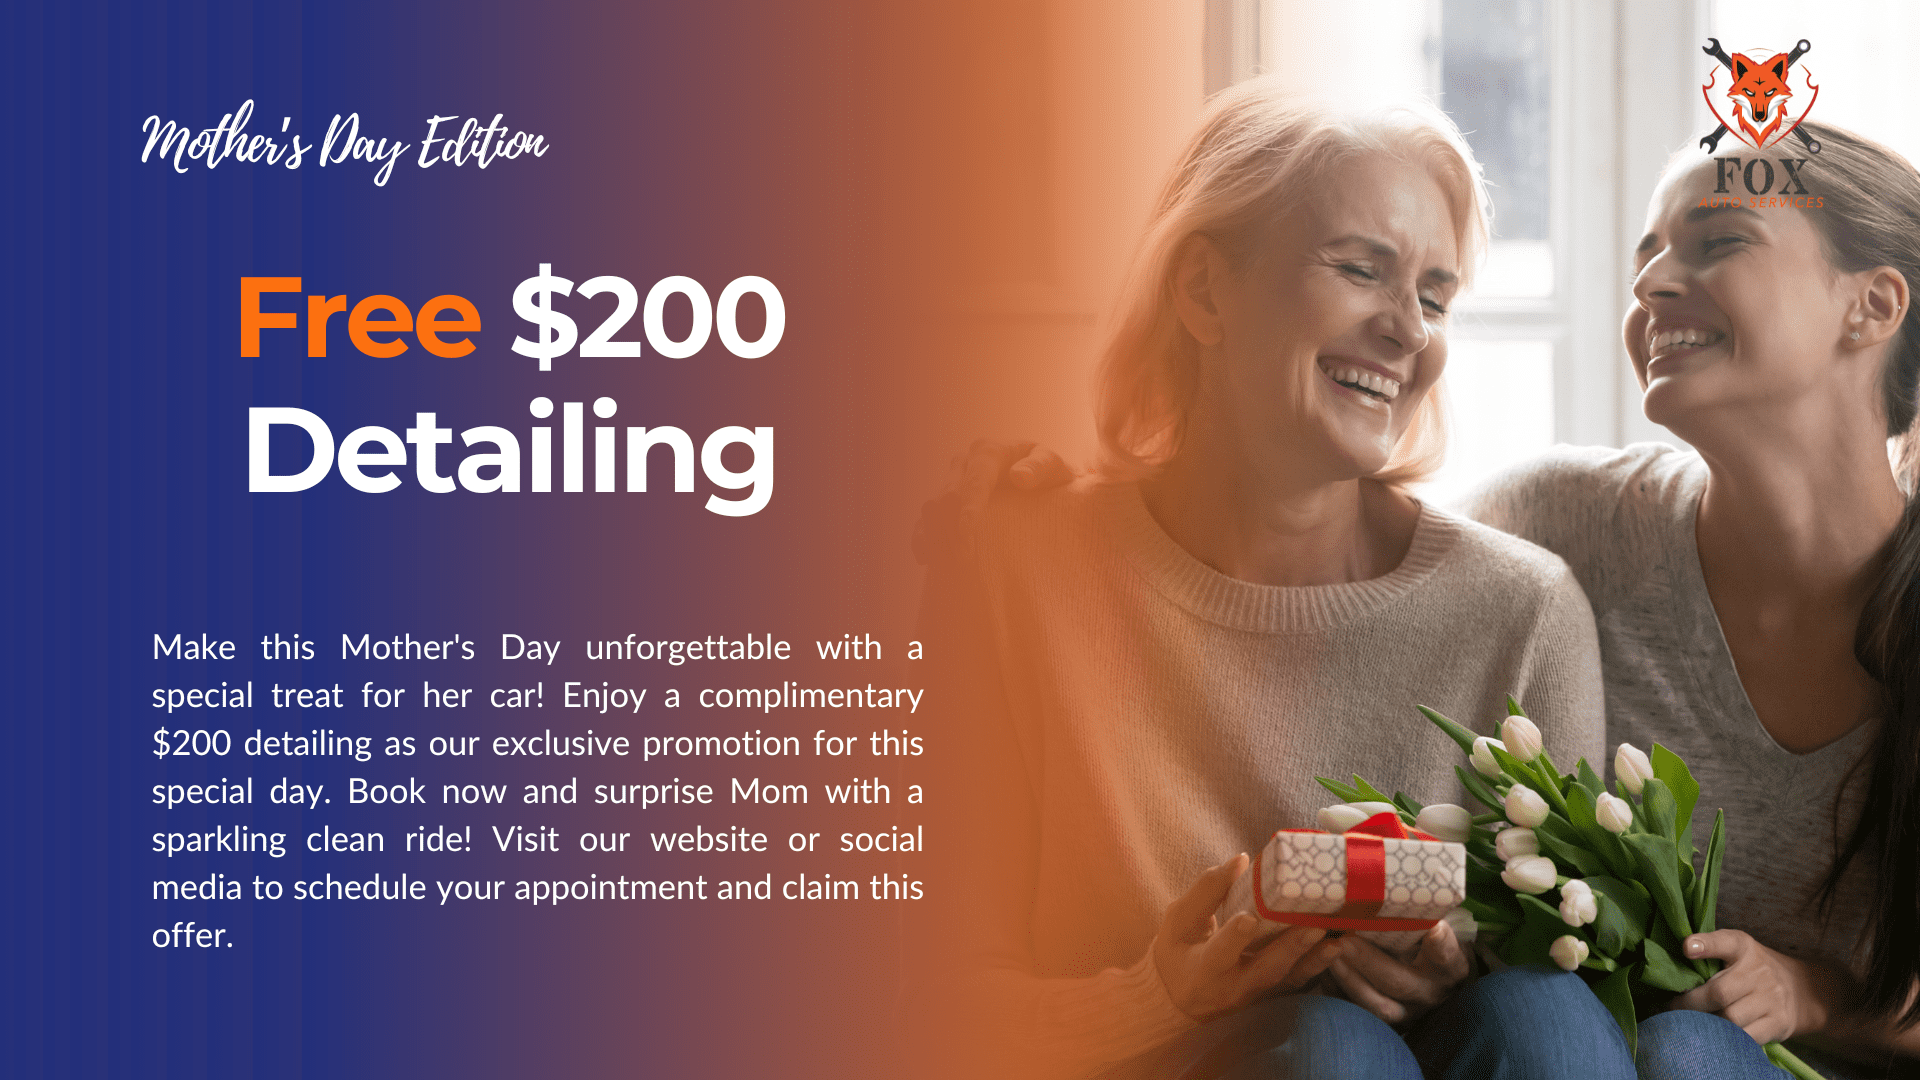 Mother's Day Edition
FOX
AUTO SERVICES
Free $200
Detailing
Make this Mother's Day unforgettable with a
special treat for her car! Enjoy a complimentary
$200 detailing as our exclusive promotion for this
special day. Book now and surprise Mom with a
sparkling clean ride! Visit our website or social
media to schedule your appointment and claim this
offer.